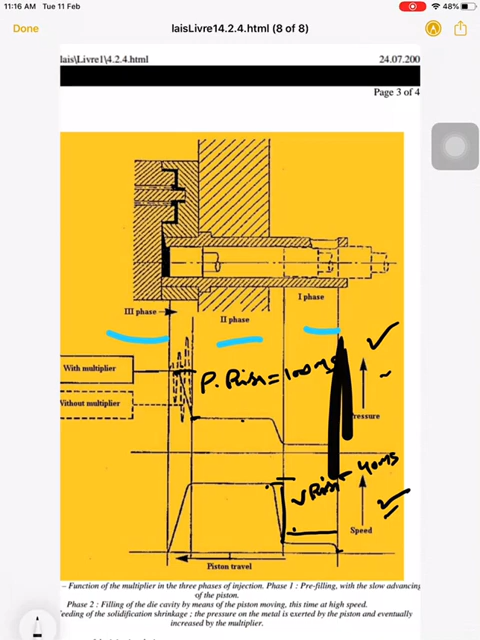 11:16 AM Tue 11 Feb
48%
Done
laisLivre14.2.4.html (8 of 8)
lais\Livre1\4.2.4.html
24.07.200
Page 3 of 4
III phase
II phase
I phase
With multiplier
Without multiplier
P. Rise = 100ms
Pressure
V Rise = 40ms
Speed
Piston travel
– Function of the multiplier in the three phases of injection. Phase 1 : Pre-filling, with the slow advancing
of the piston.
Phase 2 : Filling of the die cavity by means of the piston moving, this time at high speed.
eeding of the solidification shrinkage ; the pressure on the metal is exerted by the piston and eventually
increased by the multiplier.